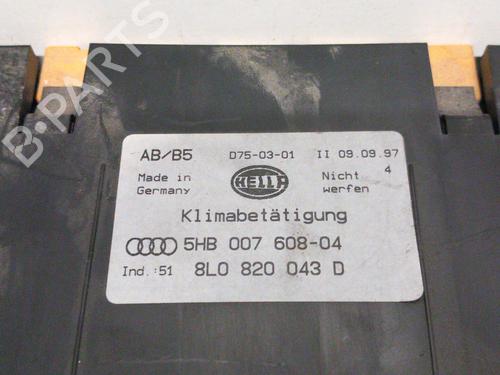 B-PARTS
AB/B5 D75-03-01 II 09.09.97
Made in Germany HELLA Nicht werfen 4
Klimabetätigung
5HB 007 608-04
Ind.:51 8L0 820 043 D